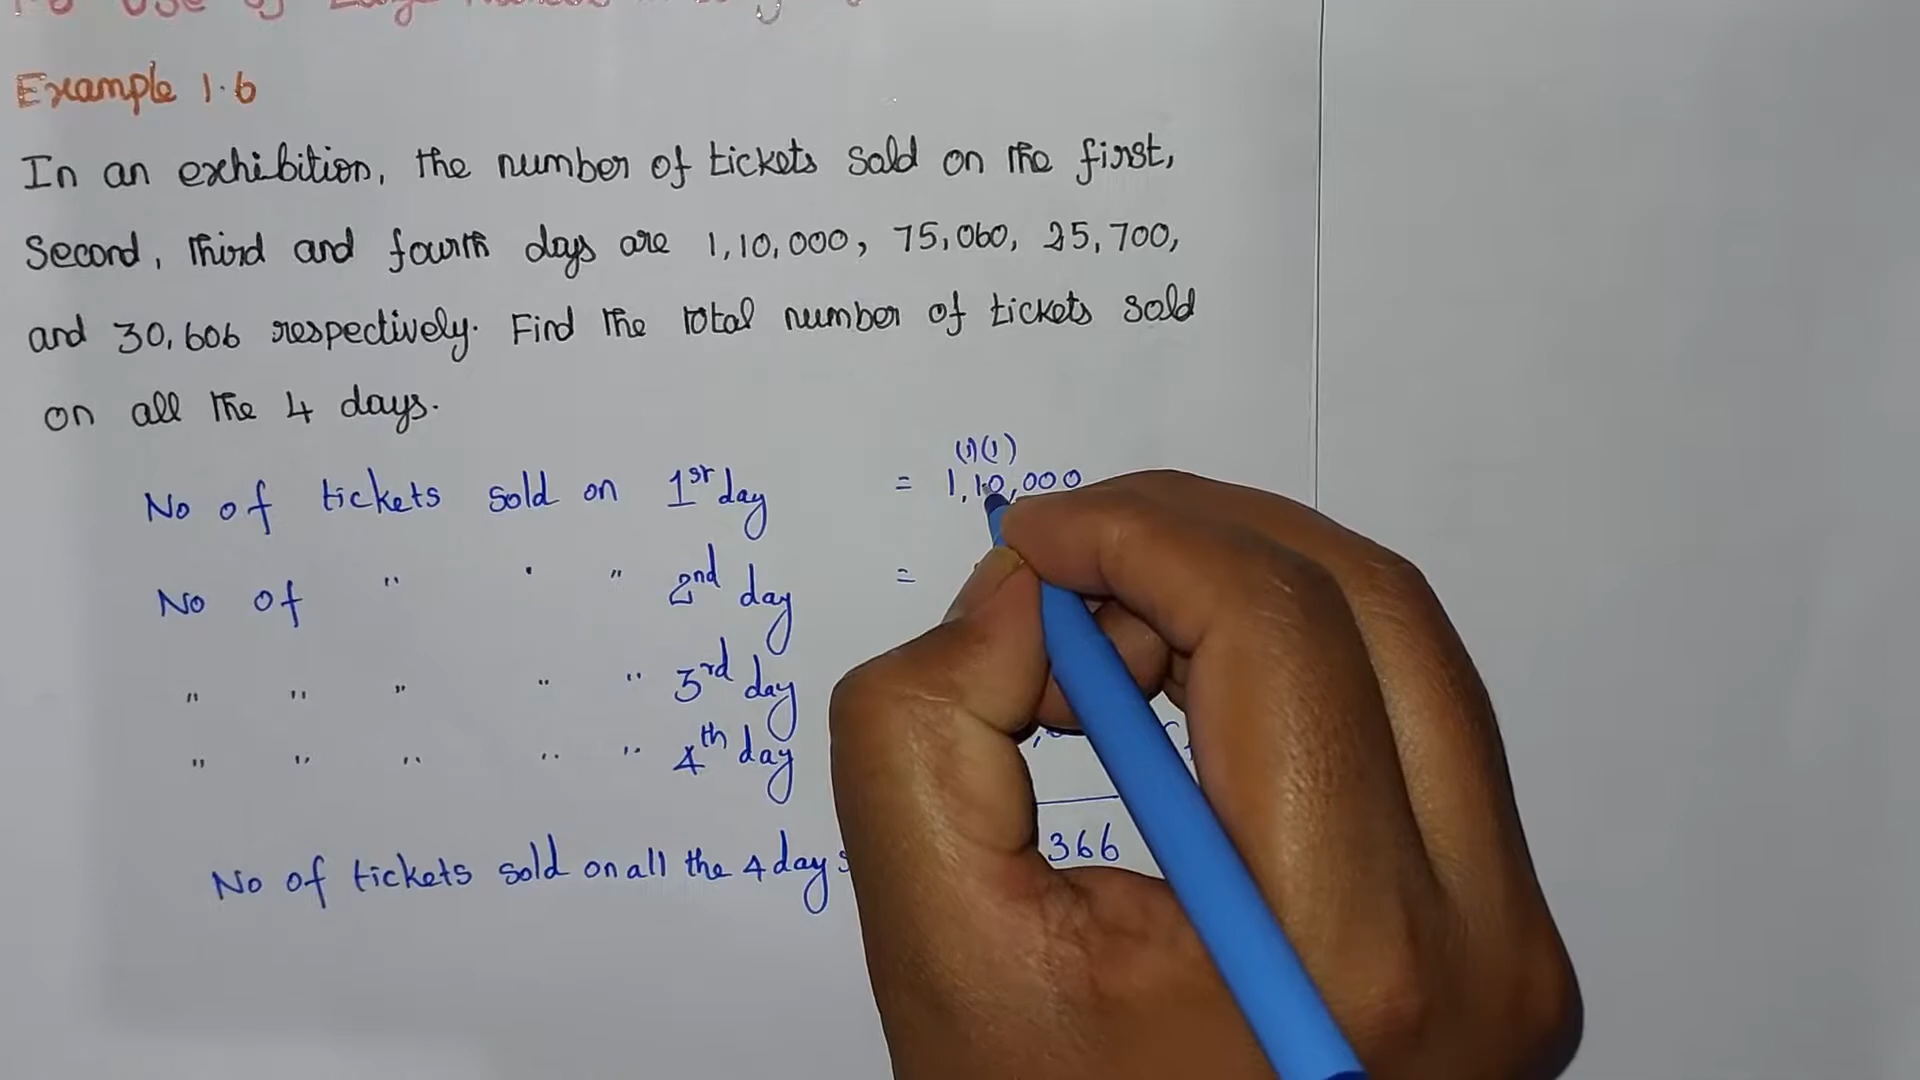 Example 1.6
In an exhibition, the number of tickets sold on the first,
Second, third and fourth days are 1,10,000, 75,060, 25,700,
and 30,606 respectively. Find the total number of tickets sold
on all the 4 days.
(1)(1)
No of tickets sold on 1st day = 1,10,000
No of " " " 2nd day =
" " " " " 3rd day
" " " " " 4th day
No of tickets sold on all the 4 days 366